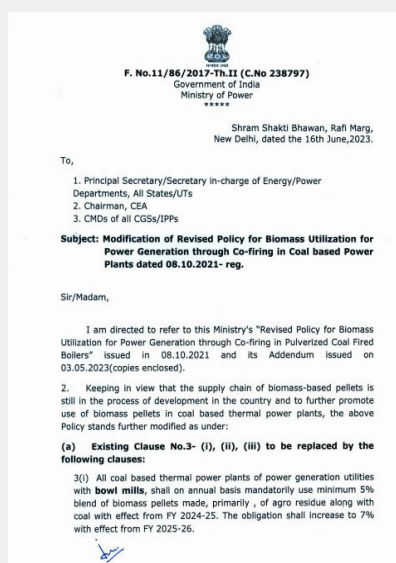 F. No.11/86/2017-Th.II (C.No 238797)
Government of India
Ministry of Power
*****
Shram Shakti Bhawan, Rafi Marg,
New Delhi, dated the 16th June,2023.
To,
1. Principal Secretary/Secretary in-charge of Energy/Power
Departments, All States/UTs
2. Chairman, CEA
3. CMDs of all CGSs/IPPs
Subject: Modification of Revised Policy for Biomass Utilization for
Power Generation through Co-firing in Coal based Power
Plants dated 08.10.2021- reg.
Sir/Madam,
I am directed to refer to this Ministry's "Revised Policy for Biomass
Utilization for Power Generation through Co-firing in Pulverized Coal Fired
Boilers" issued in 08.10.2021 and its Addendum issued on
03.05.2023(copies enclosed).
2. Keeping in view that the supply chain of biomass-based pellets is
still in the process of development in the country and to further promote
use of biomass pellets in coal based thermal power plants, the above
Policy stands further modified as under:
(a) Existing Clause No.3- (i), (ii), (iii) to be replaced by the
following clauses:
3(i) All coal based thermal power plants of power generation utilities
with bowl mills, shall on annual basis mandatorily use minimum 5%
blend of biomass pellets made, primarily , of agro residue along with
coal with effect from FY 2024-25. The obligation shall increase to 7%
with effect from FY 2025-26.